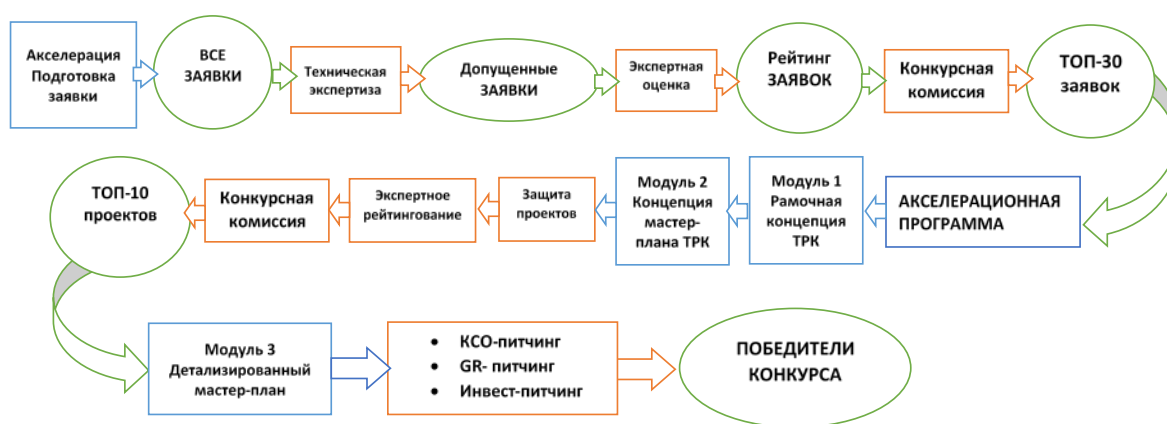 Акселерация
Подготовка
заявки
ВСЕ
ЗАЯВКИ
Техническая
экспертиза
Допущенные
ЗАЯВКИ
Экспертная
оценка
Рейтинг
ЗАЯВОК
Конкурсная
комиссия
ТОП-30
заявок
АКСЕЛЕРАЦИОННАЯ
ПРОГРАММА
Модуль 1
Рамочная
концепция
ТРК
Модуль 2
Концепция
мастер-
плана ТРК
Защита
проектов
Экспертное
рейтингование
Конкурсная
комиссия
ТОП-10
проектов
Модуль 3
Детализированный
мастер-план
• КСО-питчинг
• GR- питчинг
• Инвест-питчинг
ПОБЕДИТЕЛИ
КОНКУРСА